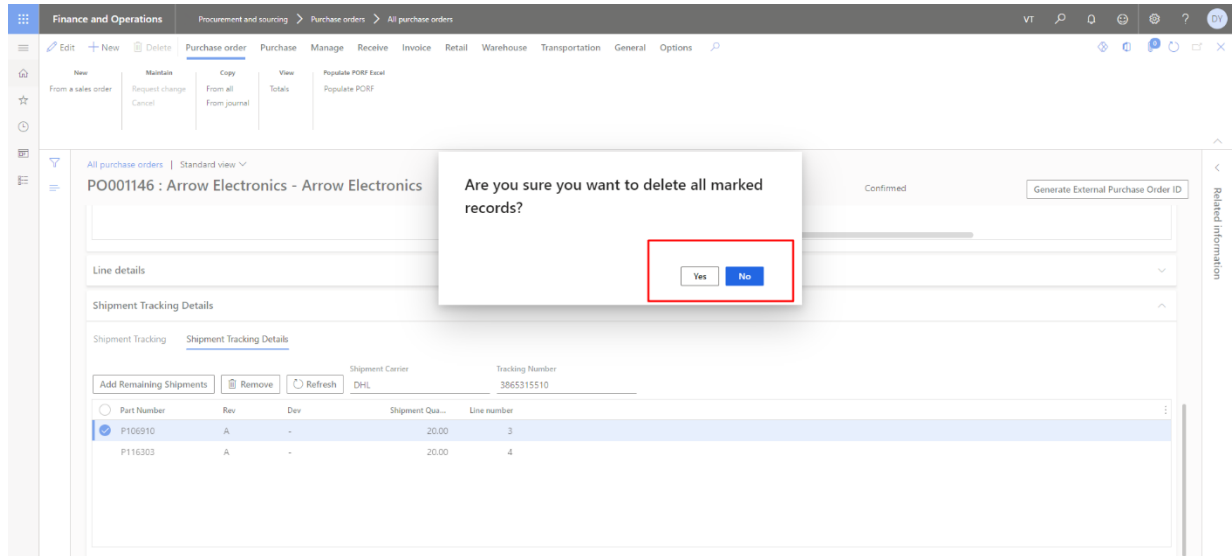 Finance and Operations Procurement and sourcing > Purchase orders > All purchase orders VT ? DY
Edit + New Delete Purchase order Purchase Manage Receive Invoice Retail Warehouse Transportation General Options 0
New Maintain Copy View Populate PORF Excel
From a sales order Request change From all Totals Populate PORF
Cancel From journal
All purchase orders | Standard view
PO001146 : Arrow Electronics - Arrow Electronics Confirmed Generate External Purchase Order ID
Related information
Are you sure you want to delete all marked
records?
Yes No
Line details
Shipment Tracking Details
Shipment Tracking Shipment Tracking Details
Shipment Carrier Tracking Number
Add Remaining Shipments Remove Refresh DHL 3865315510
Part Number Rev Dev Shipment Qua... Line number
P106910 A - 20.00 3
P116303 A - 20.00 4